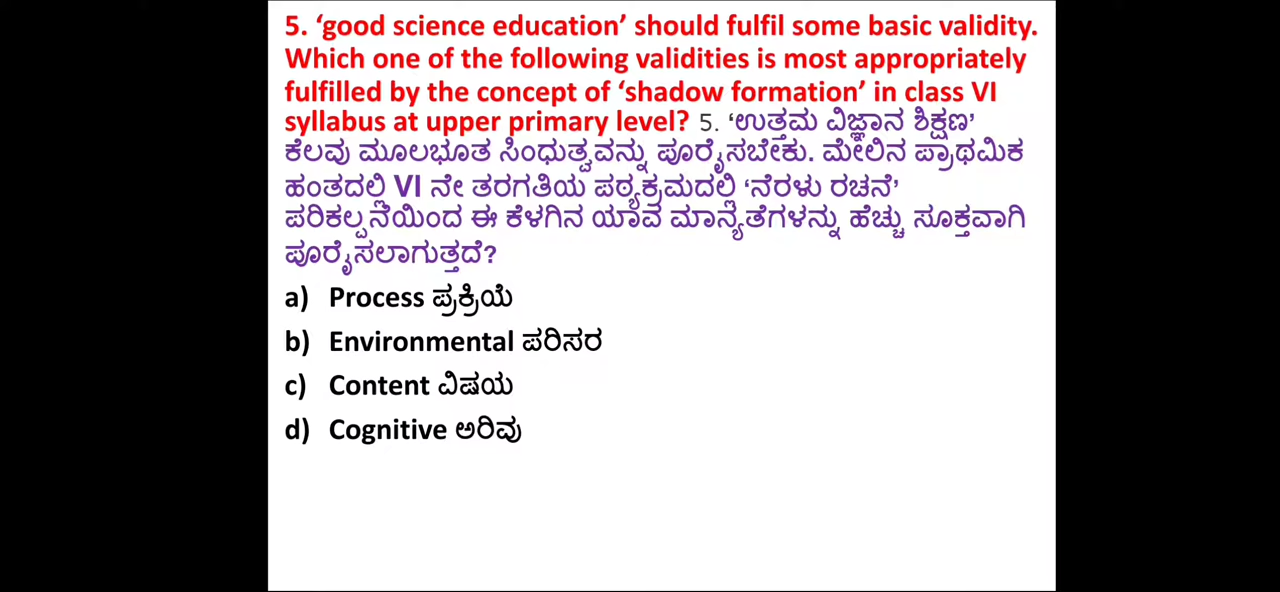 5. ‘good science education’ should fulfil some basic validity.
Which one of the following validities is most appropriately
fulfilled by the concept of ‘shadow formation’ in class VI
syllabus at upper primary level? 5. ‘ಉತ್ತಮ ವಿಜ್ಞಾನ ಶಿಕ್ಷಣ’
ಕೆಲವು ಮೂಲಭೂತ ಸಿಂಧುತ್ವವನ್ನು ಪೂರೈಸಬೇಕು. ಮೇಲಿನ ಪ್ರಾಥಮಿಕ
ಹಂತದಲ್ಲಿ VI ನೇ ತರಗತಿಯ ಪಠ್ಯಕ್ರಮದಲ್ಲಿ ‘ನೆರಳು ರಚನೆ’
ಪರಿಕಲ್ಪನೆಯಿಂದ ಈ ಕೆಳಗಿನ ಯಾವ ಮಾನ್ಯತೆಗಳನ್ನು ಹೆಚ್ಚು ಸೂಕ್ತವಾಗಿ
ಪೂರೈಸಲಾಗುತ್ತದೆ?
a) Process ಪ್ರಕ್ರಿಯೆ
b) Environmental ಪರಿಸರ
c) Content ವಿಷಯ
d) Cognitive ಅರಿವು